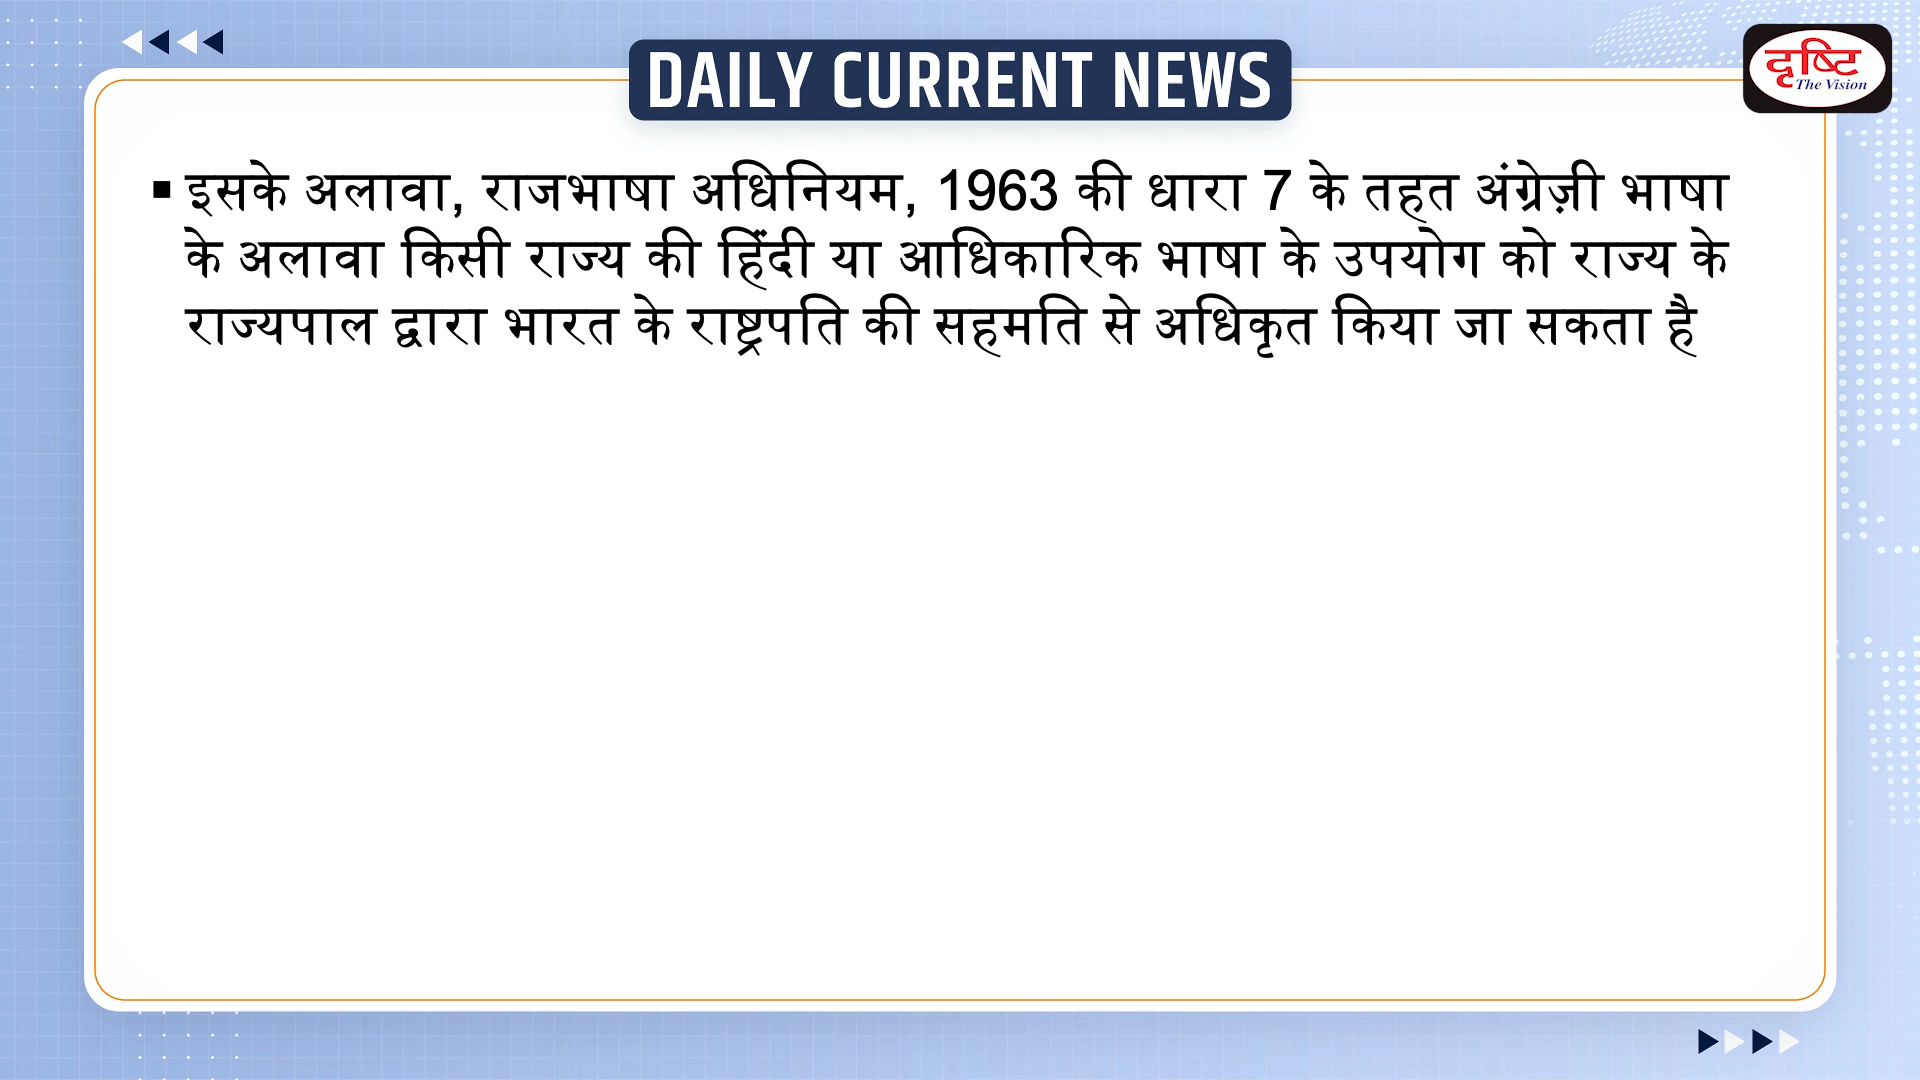 DAILY CURRENT NEWS
दृष्टि
The Vision
▪ इसके अलावा, राजभाषा अधिनियम, 1963 की धारा 7 के तहत अंग्रेज़ी भाषा
के अलावा किसी राज्य की हिंदी या आधिकारिक भाषा के उपयोग को राज्य के
राज्यपाल द्वारा भारत के राष्ट्रपति की सहमति से अधिकृत किया जा सकता है